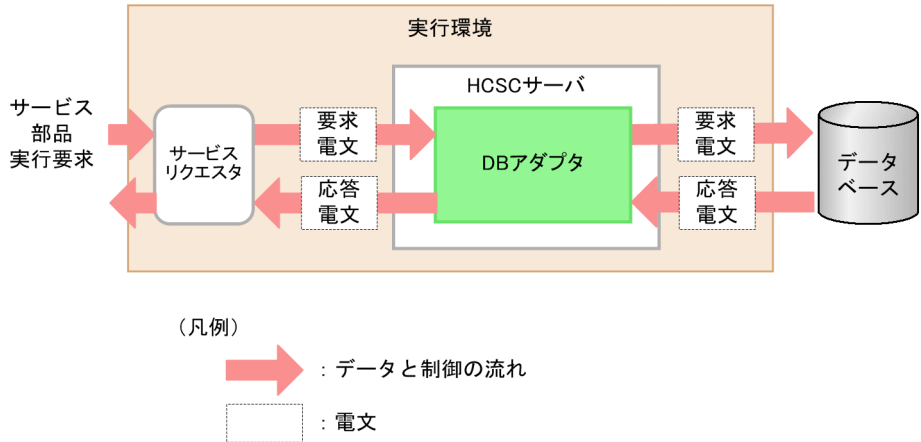 実行環境
HCSCサーバ
サービス
部品
実行要求
サービス
リクエスタ
要求
電文
DBアダプタ
要求
電文
応答
電文
応答
電文
データ
ベース
（凡例）
：データと制御の流れ
：電文